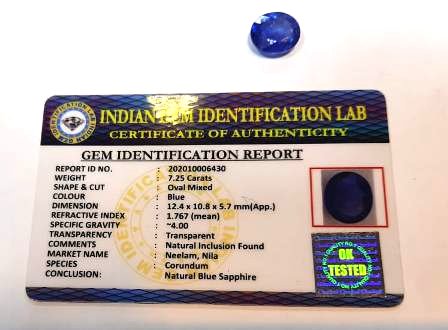 INDIAN GEM IDENTIFICATION LAB
CERTIFICATE OF AUTHENTICITY
GEM IDENTIFICATION REPORT
REPORT ID NO. : 202010006430
WEIGHT : 7.25 Carats
SHAPE & CUT : Oval Mixed
COLOUR : Blue
DIMENSION : 12.4 x 10.8 x 5.7 mm(App.)
REFRACTIVE INDEX : 1.767 (mean)
SPECIFIC GRAVITY : ~4.00
TRANSPARENCY : Transparent
COMMENTS : Natural Inclusion Found
MARKET NAME : Neelam, Nila
SPECIES : Corundum
CONCLUSION: : Natural Blue Sapphire
OK
TESTED